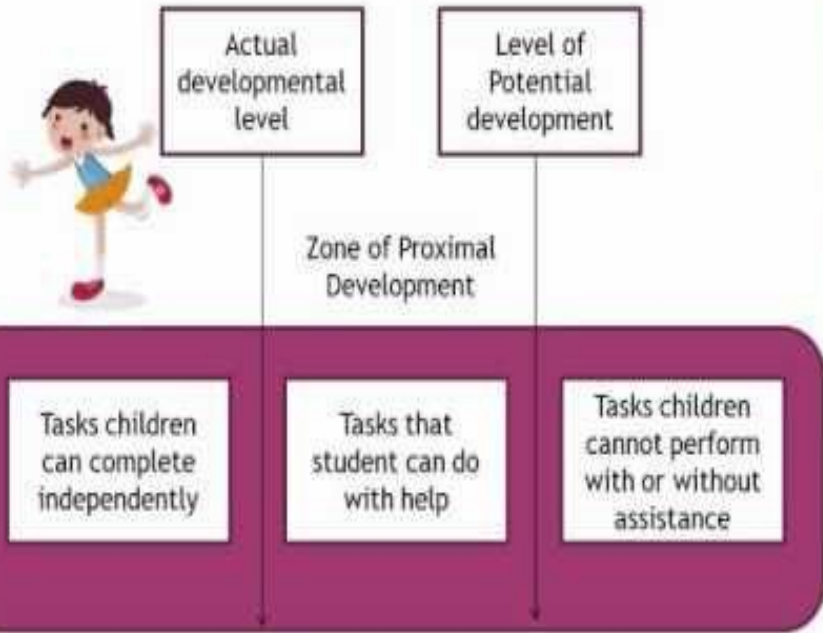 Actual
developmental
level
Level of
Potential
development
Zone of Proximal
Development
Tasks children
can complete
independently
Tasks that
student can do
with help
Tasks children
cannot perform
with or without
assistance